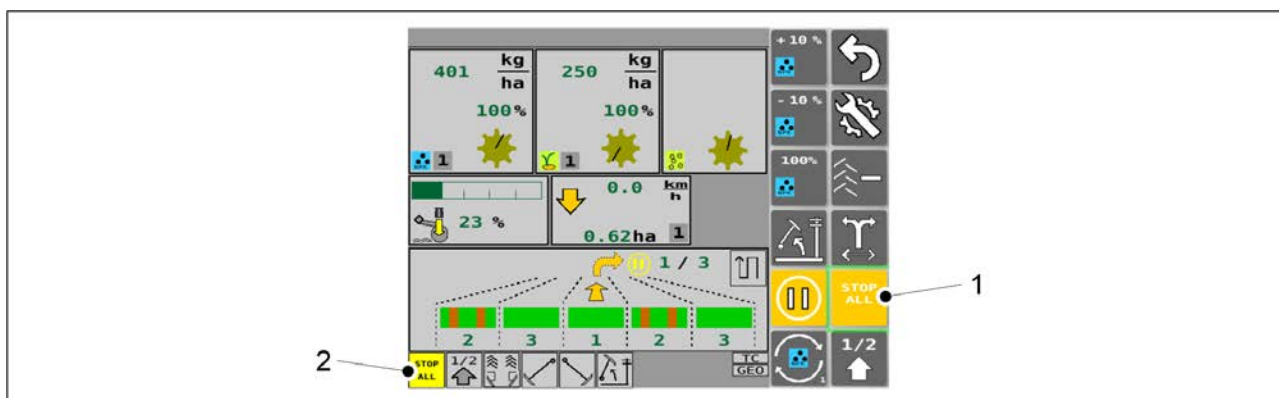 + 10 %
401 kg/ha
250 kg/ha
100%
100%
- 10 %
1
1
100%
0.0 km/h
23 %
0.62ha 1
1 / 3
STOP ALL
1
2 3 1 2 3
1/2
2
STOP ALL
1/2
TC
GEO
1